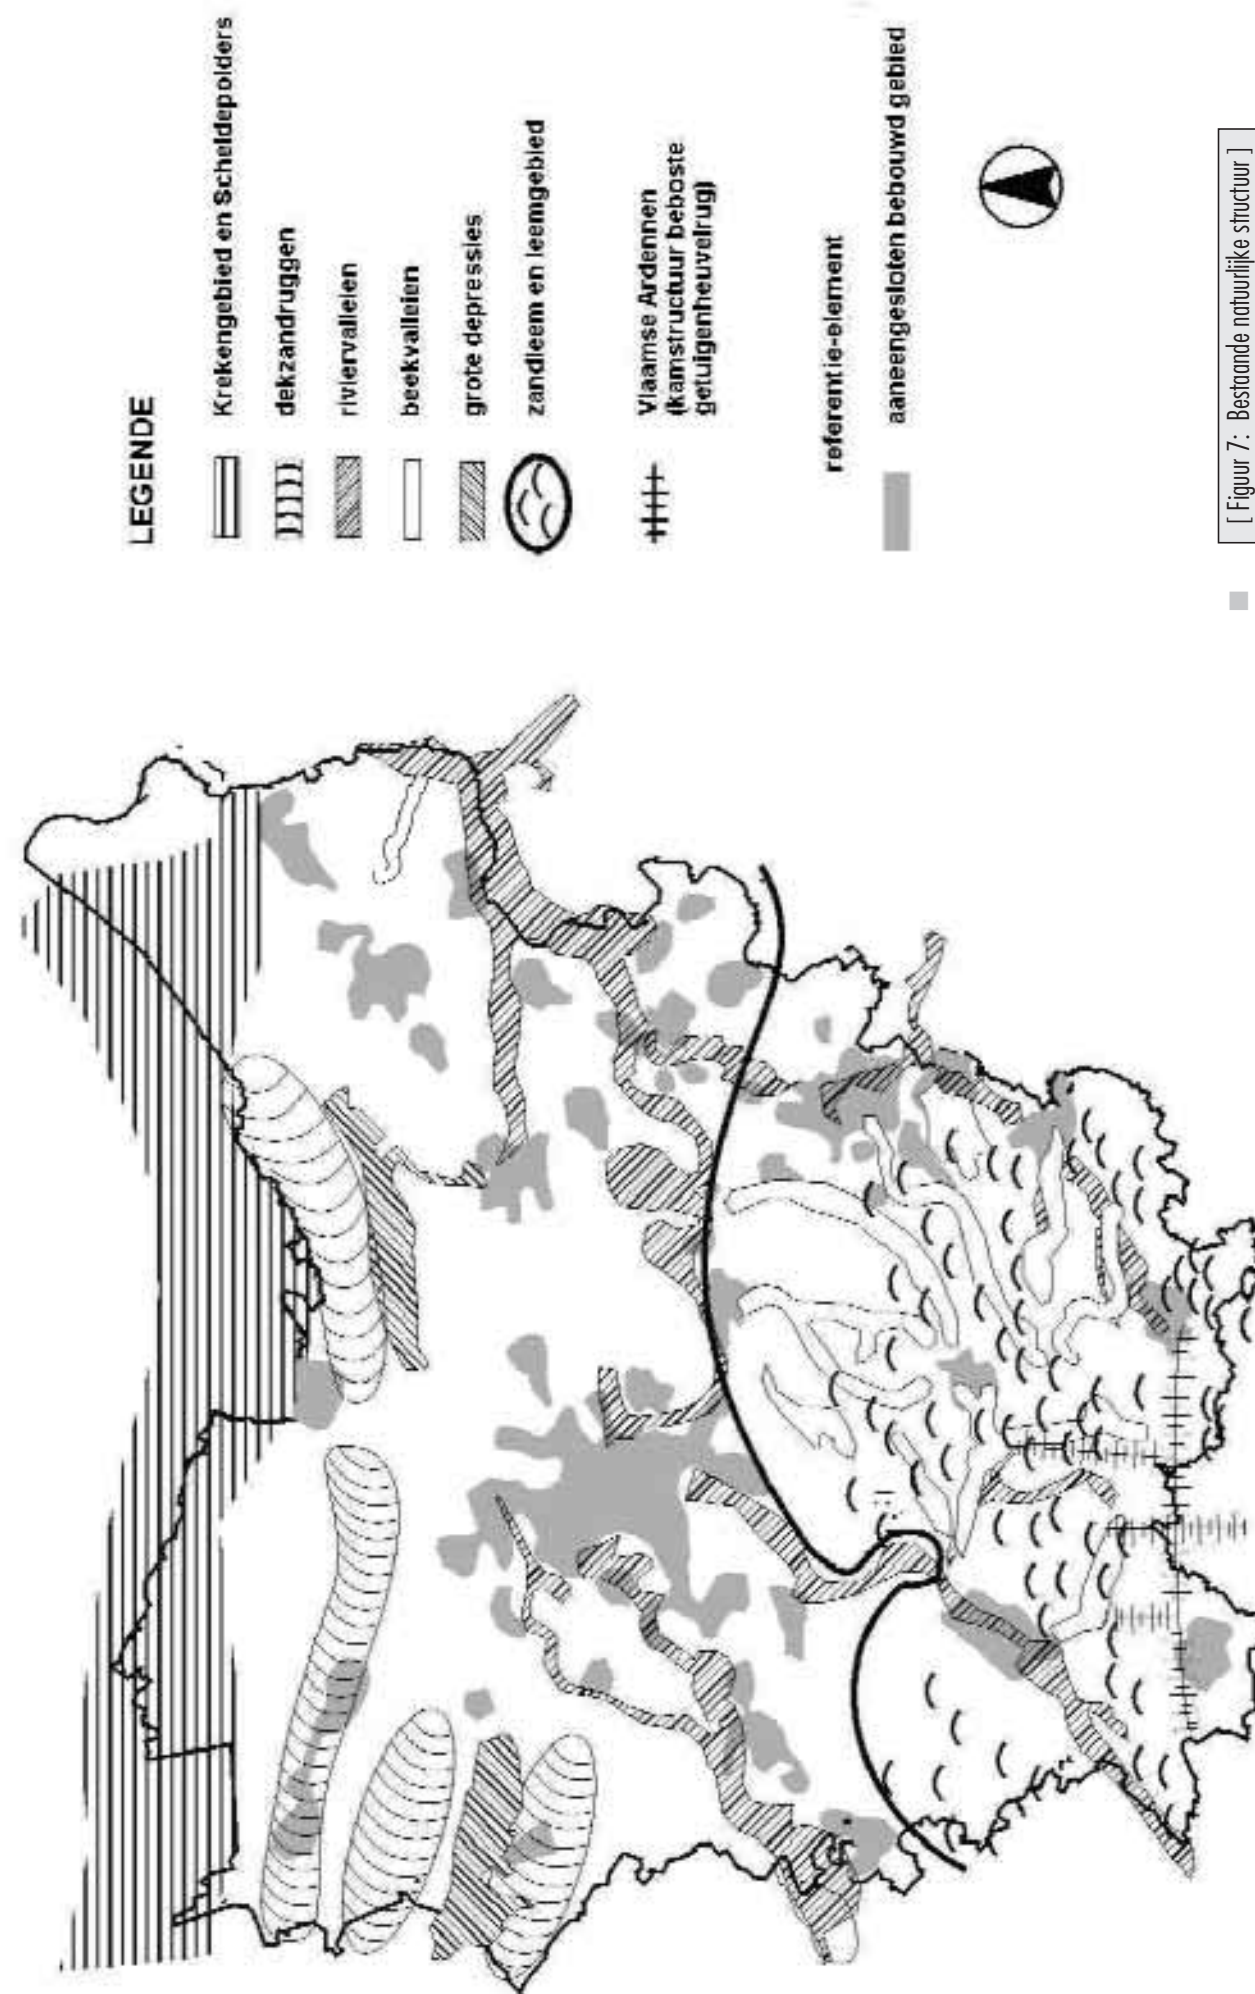 LEGENDE
Krekengebied en Scheldepolders
dekzandruggen
riviervalleien
beekvalleien
grote depressies
zandleem en leemgebied
Vlaamse Ardennen
(kamstructuur beboste
getuigenheuvelrug)
referentie-element
aaneengesloten bebouwd gebied
[ Figuur 7: Bestaande natuurlijke structuur ]